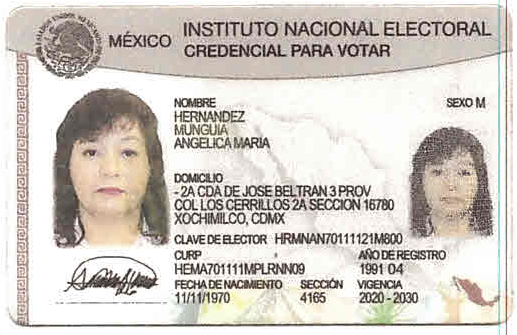 MÉXICO
INSTITUTO NACIONAL ELECTORAL
CREDENCIAL PARA VOTAR
NOMBRE
SEXO M
HERNANDEZ
MUNGUIA
ANGELICA MARIA
DOMICILIO
- 2A CDA DE JOSE BELTRAN 3 PROV
COL LOS CERRILLOS 2A SECCION 16780
XOCHIMILCO, CDMX
CLAVE DE ELECTOR HRMNAN70111121M800
CURP AÑO DE REGISTRO
HEMA701111MPLRNN09 1991 04
FECHA DE NACIMIENTO SECCIÓN VIGENCIA
11/11/1970 4165 2020 - 2030